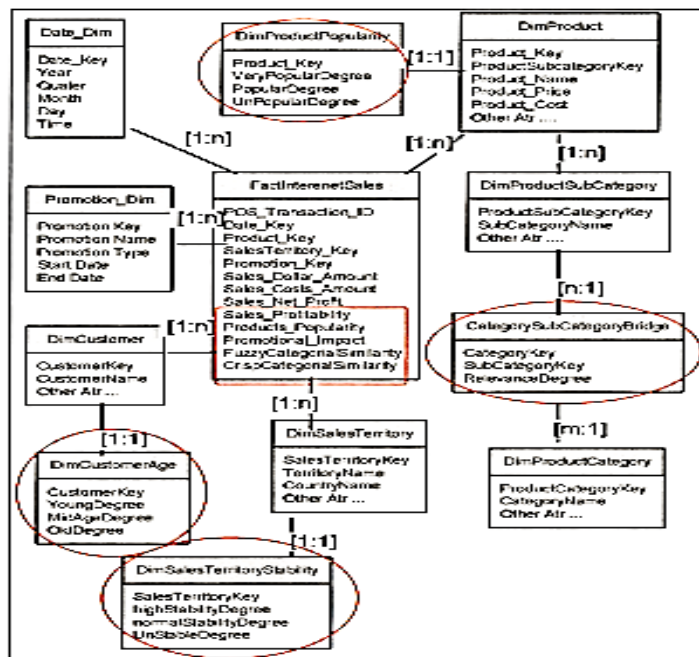 Date_Dim
Date_Key
Year
Quater
Month
Day
Time
DimProductPopularity
Product_Key
VeryPopularDegree
PopularDegree
UnPopularDegree
[1:1]
DimProduct
Product_Key
ProductSubcategoryKey
Product_Name
Product_Price
Product_Cost
Other Atr ....
[1:n]
[1:n]
[1:n]
Promotion_Dim
Promotion Key
Promotion Name
Promotion Type
Start Date
End Date
[1:n]
FactInterenetSales
POS_Transaction_ID
Date_Key
Product_Key
SalesTerritory_Key
Promotion_Key
Sales_Dollar_Amount
Sales_Costs_Amount
Sales_Net_Profit
Sales_Profitability
Products_Popularity
Promotional_Impact
FuzzyCategorialSimilarity
CrispCategorialSimilarity
DimProductSubCategory
ProductSubCategoryKey
SubCategoryName
Other Atr ....
[n:1]
DimCustomer
CustomerKey
CustomerName
Other Atr ...
[1:n]
CategorySubCategoryBridge
CategoryKey
SubCategoryKey
RelevanceDegree
[1:n]
[m:1]
[1:1]
DimCustomerAge
CustomerKey
YoungDegree
MidAgeDegree
OldDegree
DimSalesTerritory
SalesTerritoryKey
TerritoryName
CountryName
Other Atr ...
DimProductCategory
ProductCategoryKey
CategoryName
Other Atr ...
[1:1]
DimSalesTerritoryStability
SalesTerritoryKey
highStabilityDegree
normalStabilityDegree
UnStableDegree